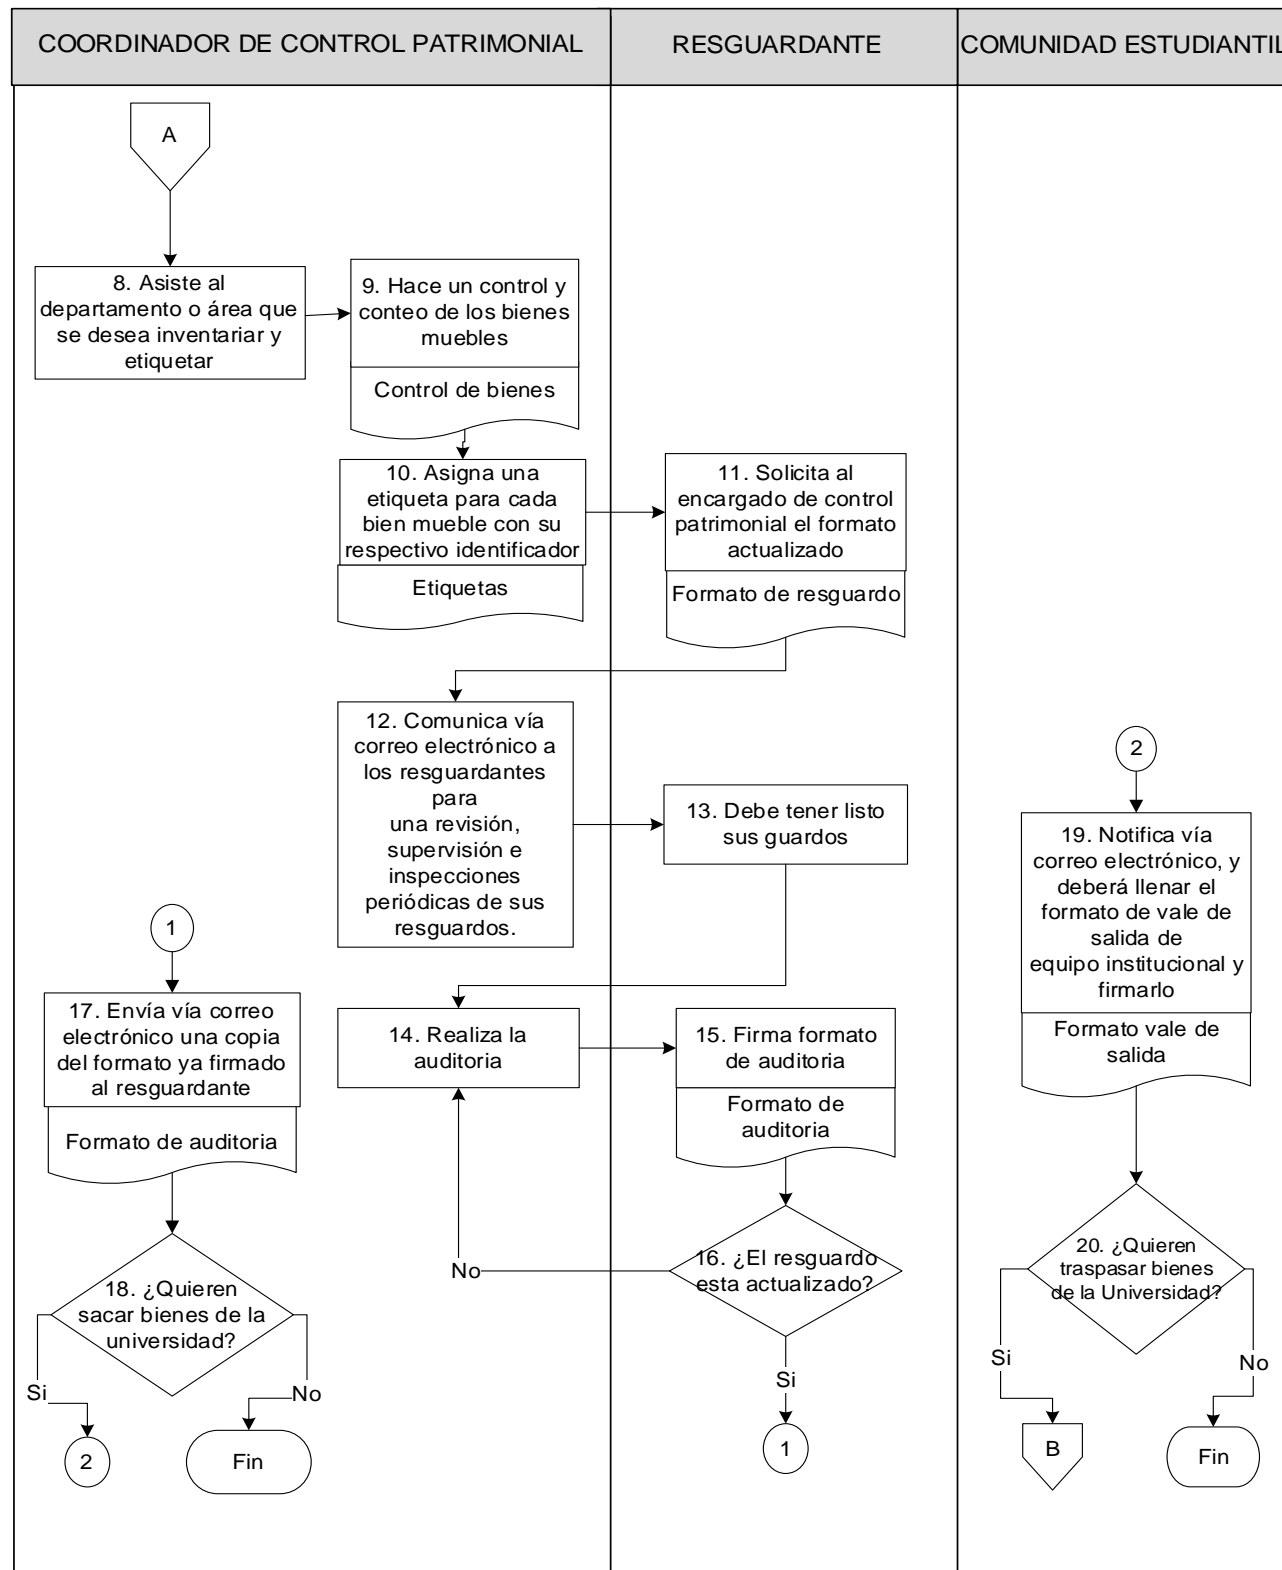 COORDINADOR DE CONTROL PATRIMONIAL
RESGUARDANTE
COMUNIDAD ESTUDIANTIL
A
8. Asiste al
departamento o área que
se desea inventariar y
etiquetar
9. Hace un control y
conteo de los bienes
muebles
Control de bienes
10. Asigna una
etiqueta para cada
bien mueble con su
respectivo identificador
Etiquetas
11. Solicita al
encargado de control
patrimonial el formato
actualizado
Formato de resguardo
12. Comunica vía
correo electrónico a
los resguardantes
para
una revisión,
supervisión e
inspecciones
periódicas de sus
resguardos.
13. Debe tener listo
sus guardos
14. Realiza la
auditoria
15. Firma formato
de auditoria
Formato de
auditoria
16. ¿El resguardo
esta actualizado?
No
Si
1
1
17. Envía vía correo
electrónico una copia
del formato ya firmado
al resguardante
Formato de auditoria
18. ¿Quieren
sacar bienes de la
universidad?
Si
No
2
Fin
2
19. Notifica vía
correo electrónico, y
deberá llenar el
formato de vale de
salida de
equipo institucional y
firmarlo
Formato vale de
salida
20. ¿Quieren
traspasar bienes
de la Universidad?
Si
No
B
Fin